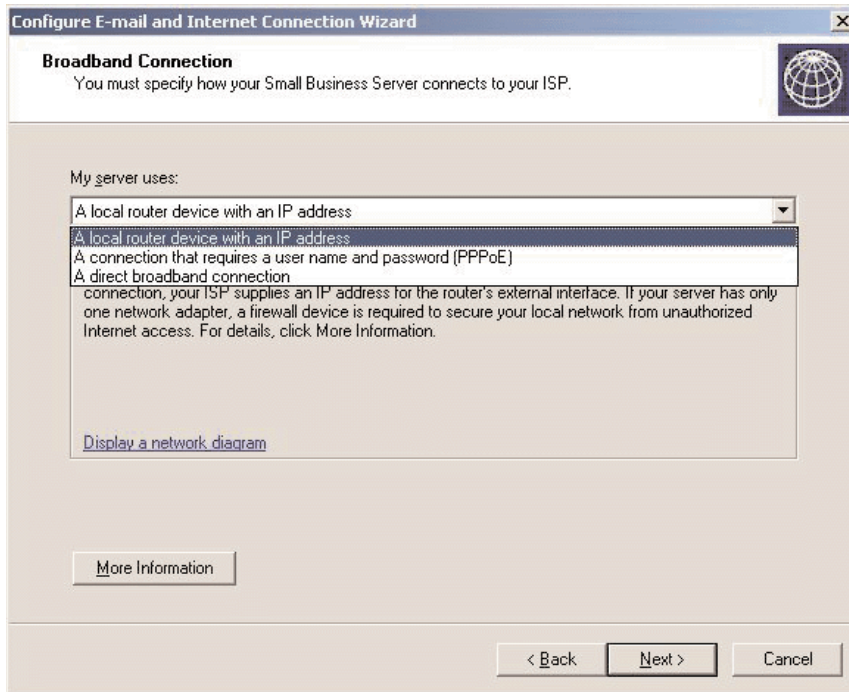 Configure E-mail and Internet Connection Wizard
Broadband Connection
You must specify how your Small Business Server connects to your ISP.
My server uses:
A local router device with an IP address
A local router device with an IP address
A connection that requires a user name and password (PPPoE)
A direct broadband connection
connection, your ISP supplies an IP address for the router's external interface. If your server has only
one network adapter, a firewall device is required to secure your local network from unauthorized
Internet access. For details, click More Information.
Display a network diagram
More Information
< Back
Next >
Cancel